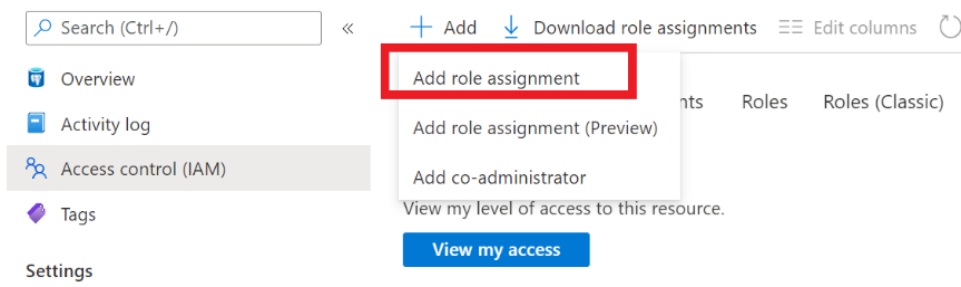 Search (Ctrl+/)
«
Add
Download role assignments
Edit columns
Overview
Activity log
Access control (IAM)
Tags
Settings
Add role assignment
Add role assignment (Preview)
Add co-administrator
nts
Roles
Roles (Classic)
View my level of access to this resource.
View my access